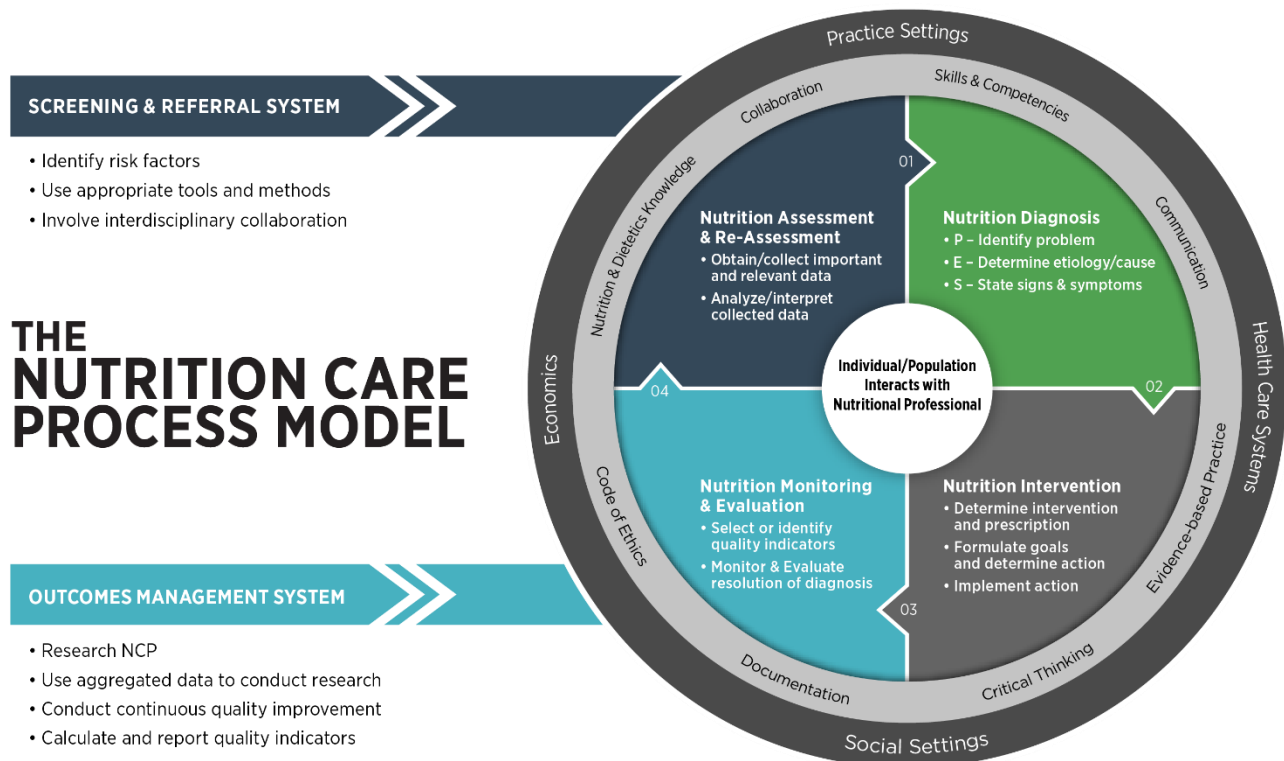 SCREENING & REFERRAL SYSTEM
• Identify risk factors
• Use appropriate tools and methods
• Involve interdisciplinary collaboration
THE
NUTRITION CARE
PROCESS MODEL
OUTCOMES MANAGEMENT SYSTEM
• Research NCP
• Use aggregated data to conduct research
• Conduct continuous quality improvement
• Calculate and report quality indicators
Practice Settings
Health Care Systems
Social Settings
Economics
Nutrition & Dietetics Knowledge
Collaboration
Skills & Competencies
Communication
Evidence-based Practice
Critical Thinking
Documentation
Code of Ethics
01
Nutrition Assessment
& Re-Assessment
• Obtain/collect important
and relevant data
• Analyze/interpret
collected data
Nutrition Diagnosis
• P – Identify problem
• E – Determine etiology/cause
• S – State signs & symptoms
02
Individual/Population
Interacts with
Nutritional Professional
Nutrition Intervention
• Determine intervention
and prescription
• Formulate goals
and determine action
• Implement action
03
Nutrition Monitoring
& Evaluation
• Select or identify
quality indicators
• Monitor & Evaluate
resolution of diagnosis
04